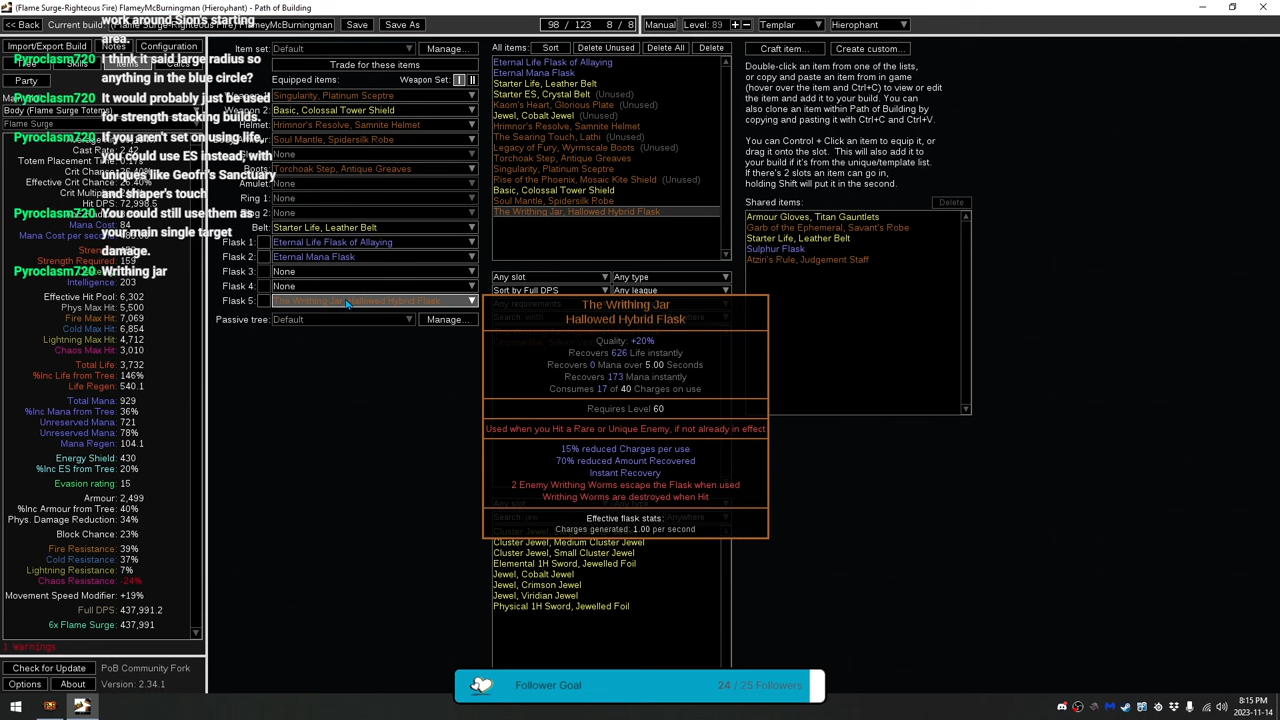 (Flame Surge-Righteous Fire) FlameyMcBurningman (Hierophant) - Path of Building
<< Back
Current build:
(Flame Surge-Righteous Fire) FlameyMcBurningman
Save
Save As
98 / 123 8 / 8
Manual
Level: 89
Templar
Hierophant
work around Sion's starting
area.
Pyroclasm720 I think it said large radius so
anything in the blue circle?
Pyroclasm720 It would probably just be used
for strength stacking builds.
Pyroclasm720 If you aren't set on using life,
you could use ES instead, with
uniques like Geofri's Sanctuary
and shaper's touch
Pyroclasm720 You could still use them as
your main single target
damage.
Pyroclasm720 Writhing jar
Import/Export Build
Notes
Configuration
Tree
Skills
Items
Calcs
Party
Body (Flame Surge Tot
Flame Surge
Cast Rate: 2.42
Totem Placement Time:
Crit Chance: 26.40%
Effective Crit Chance: 26.40%
Crit Multiplier:
Hit DPS: 72,998.5
Mana Cost: 84
Mana Cost per second:
Strength Required: 159
Intelligence: 203
Effective Hit Pool: 6,302
Phys Max Hit: 5,500
Fire Max Hit: 7,069
Cold Max Hit: 6,854
Lightning Max Hit: 4,712
Chaos Max Hit: 3,010
Total Life: 3,732
%Inc Life from Tree: 146%
Life Regen: 540.1
Total Mana: 929
%Inc Mana from Tree: 36%
Unreserved Mana: 721
Unreserved Mana: 78%
Mana Regen: 104.1
Energy Shield: 430
%Inc ES from Tree: 20%
Evasion rating: 15
Armour: 2,499
%Inc Armour from Tree: 40%
Phys. Damage Reduction: 34%
Block Chance: 23%
Fire Resistance: 39%
Cold Resistance: 37%
Lightning Resistance: 7%
Chaos Resistance: -24%
Movement Speed Modifier: +19%
Full DPS: 437,991.2
6x Flame Surge: 437,991
1 Warnings
Check for Update
PoB Community Fork
Options
About
Version: 2.34.1
Item set:
Default
Manage...
Trade for these items
Equipped items:
Weapon Set:
I
II
Singularity, Platinum Sceptre
Basic, Colossal Tower Shield
Helmet:
Hrimnor's Resolve, Samnite Helmet
Soul Mantle, Spidersilk Robe
None
Boots:
Torchoak Step, Antique Greaves
Amulet:
None
Ring 1:
None
Ring 2:
None
Belt:
Starter Life, Leather Belt
Flask 1:
Eternal Life Flask of Allaying
Flask 2:
Eternal Mana Flask
Flask 3:
None
Flask 4:
None
Flask 5:
The Writhing Jar, Hallowed Hybrid Flask
Passive tree:
Default
Manage...
All items:
Sort
Delete Unused
Delete All
Delete
Eternal Life Flask of Allaying
Eternal Mana Flask
Starter Life, Leather Belt
Starter ES, Crystal Belt (Unused)
Kaom's Heart, Glorious Plate (Unused)
Jewel, Cobalt Jewel (Unused)
Hrimnor's Resolve, Samnite Helmet
The Searing Touch, Lathi (Unused)
Legacy of Fury, Wyrmscale Boots (Unused)
Torchoak Step, Antique Greaves
Singularity, Platinum Sceptre
Rise of the Phoenix, Mosaic Kite Shield (Unused)
Basic, Colossal Tower Shield
Soul Mantle, Spidersilk Robe
The Writhing Jar, Hallowed Hybrid Flask
Any slot
Any type
Sort by Full DPS
Any league
Any requirements
The Writhing Jar
Hallowed Hybrid Flask
Quality: +20%
Recovers 626 Life instantly
Recovers 0 Mana over 5.00 Seconds
Recovers 173 Mana instantly
Consumes 17 of 40 Charges on use
Requires Level 60
Used when you Hit a Rare or Unique Enemy, if not already in effect
15% reduced Charges per use
70% reduced Amount Recovered
Instant Recovery
2 Enemy Writhing Worms escape the Flask when used
Writhing Worms are destroyed when Hit
Effective flask stats:
Charges generated: 1.00 per second
Cluster Jewel, Medium Cluster Jewel
Cluster Jewel, Small Cluster Jewel
Elemental 1H Sword, Jewelled Foil
Jewel, Cobalt Jewel
Jewel, Crimson Jewel
Jewel, Viridian Jewel
Physical 1H Sword, Jewelled Foil
Craft item...
Create custom...
Double-click an item from one of the lists,
or copy and paste an item from in game
(hover over the item and Ctrl+C) to view or edit
the item and add it to your build. You can
also clone an item within Path of Building by
copying and pasting it with Ctrl+C and Ctrl+V.
You can Control + Click an item to equip it, or
drag it onto the slot. This will also add it to
your build if it's from the unique/template list.
If there's 2 slots an item can go in,
holding Shift will put it in the second.
Shared items:
Delete
Armour Gloves, Titan Gauntlets
Garb of the Ephemeral, Savant's Robe
Starter Life, Leather Belt
Sulphur Flask
Atziri's Rule, Judgement Staff
Follower Goal
24 / 25 Followers
8:15 PM
2023-11-14